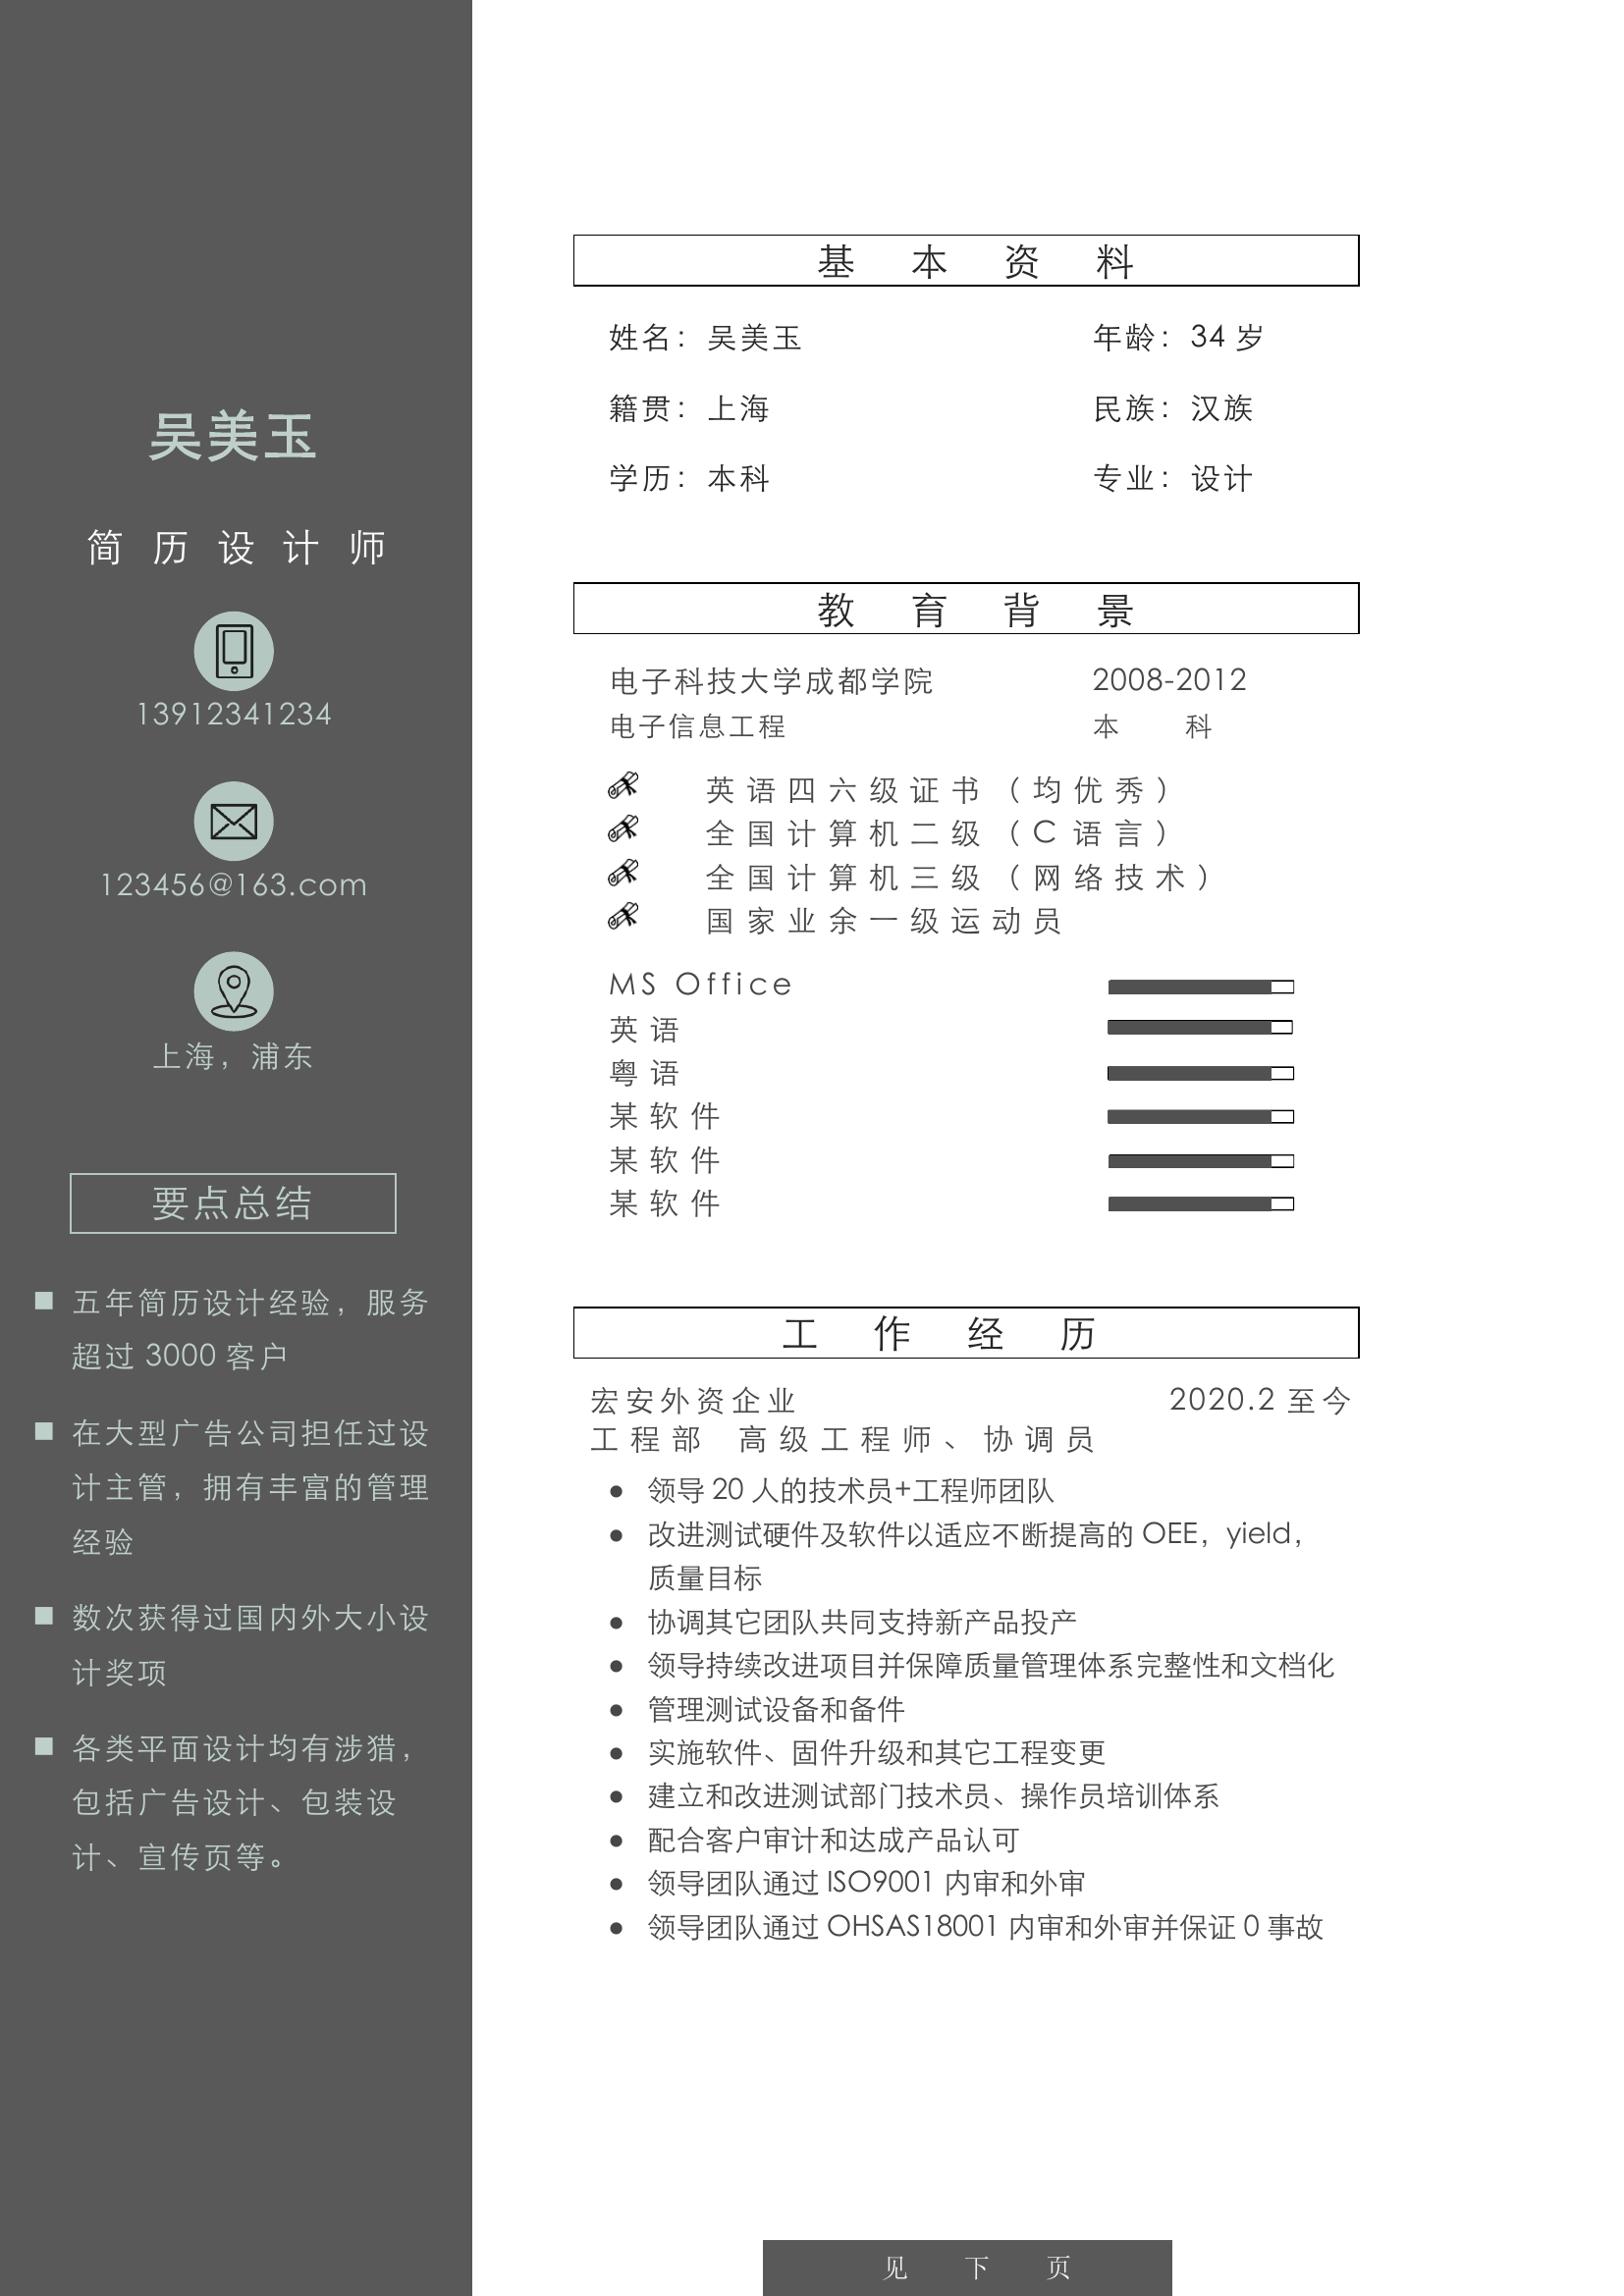 吴美玉
简历设计师
13912341234
123456@163.com
上海，浦东
要点总结
■ 五年简历设计经验，服务
超过 3000 客户
■ 在大型广告公司担任过设
计主管，拥有丰富的管理
经验
■ 数次获得过国内外大小设
计奖项
■ 各类平面设计均有涉猎，
包括广告设计、包装设
计、宣传页等。
基本资料
姓名：吴美玉 年龄：34 岁
籍贯：上海 民族：汉族
学历：本科 专业：设计
教育背景
电子科技大学成都学院 2008-2012
电子信息工程 本 科
英语四六级证书（均优秀）
全国计算机二级（C 语言）
全国计算机三级（网络技术）
国家业余一级运动员
MS Office
英语
粤语
某软件
某软件
某软件
工作经历
宏安外资企业 2020.2 至今
工程部 高级工程师、协调员
● 领导 20 人的技术员+工程师团队
● 改进测试硬件及软件以适应不断提高的 OEE，yield，
质量目标
● 协调其它团队共同支持新产品投产
● 领导持续改进项目并保障质量管理体系完整性和文档化
● 管理测试设备和备件
● 实施软件、固件升级和其它工程变更
● 建立和改进测试部门技术员、操作员培训体系
● 配合客户审计和达成产品认可
● 领导团队通过 ISO9001 内审和外审
● 领导团队通过 OHSAS18001 内审和外审并保证 0 事故
见下页